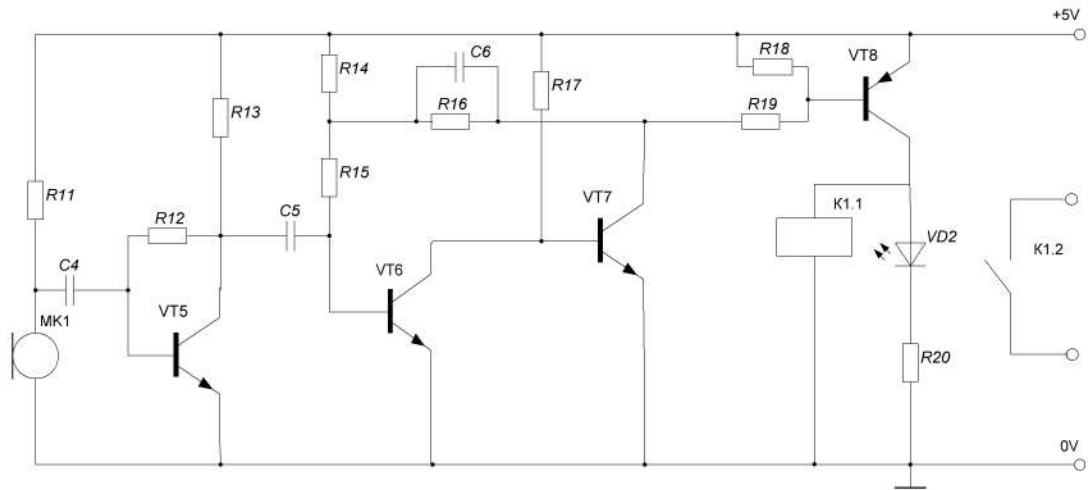 +5V
R18
VT8
C6
R14
R17
R16
R19
R13
R15
VT7
R11
R12
C5
K1.1
VD2
K1.2
C4
VT6
MK1
VT5
R20
0V